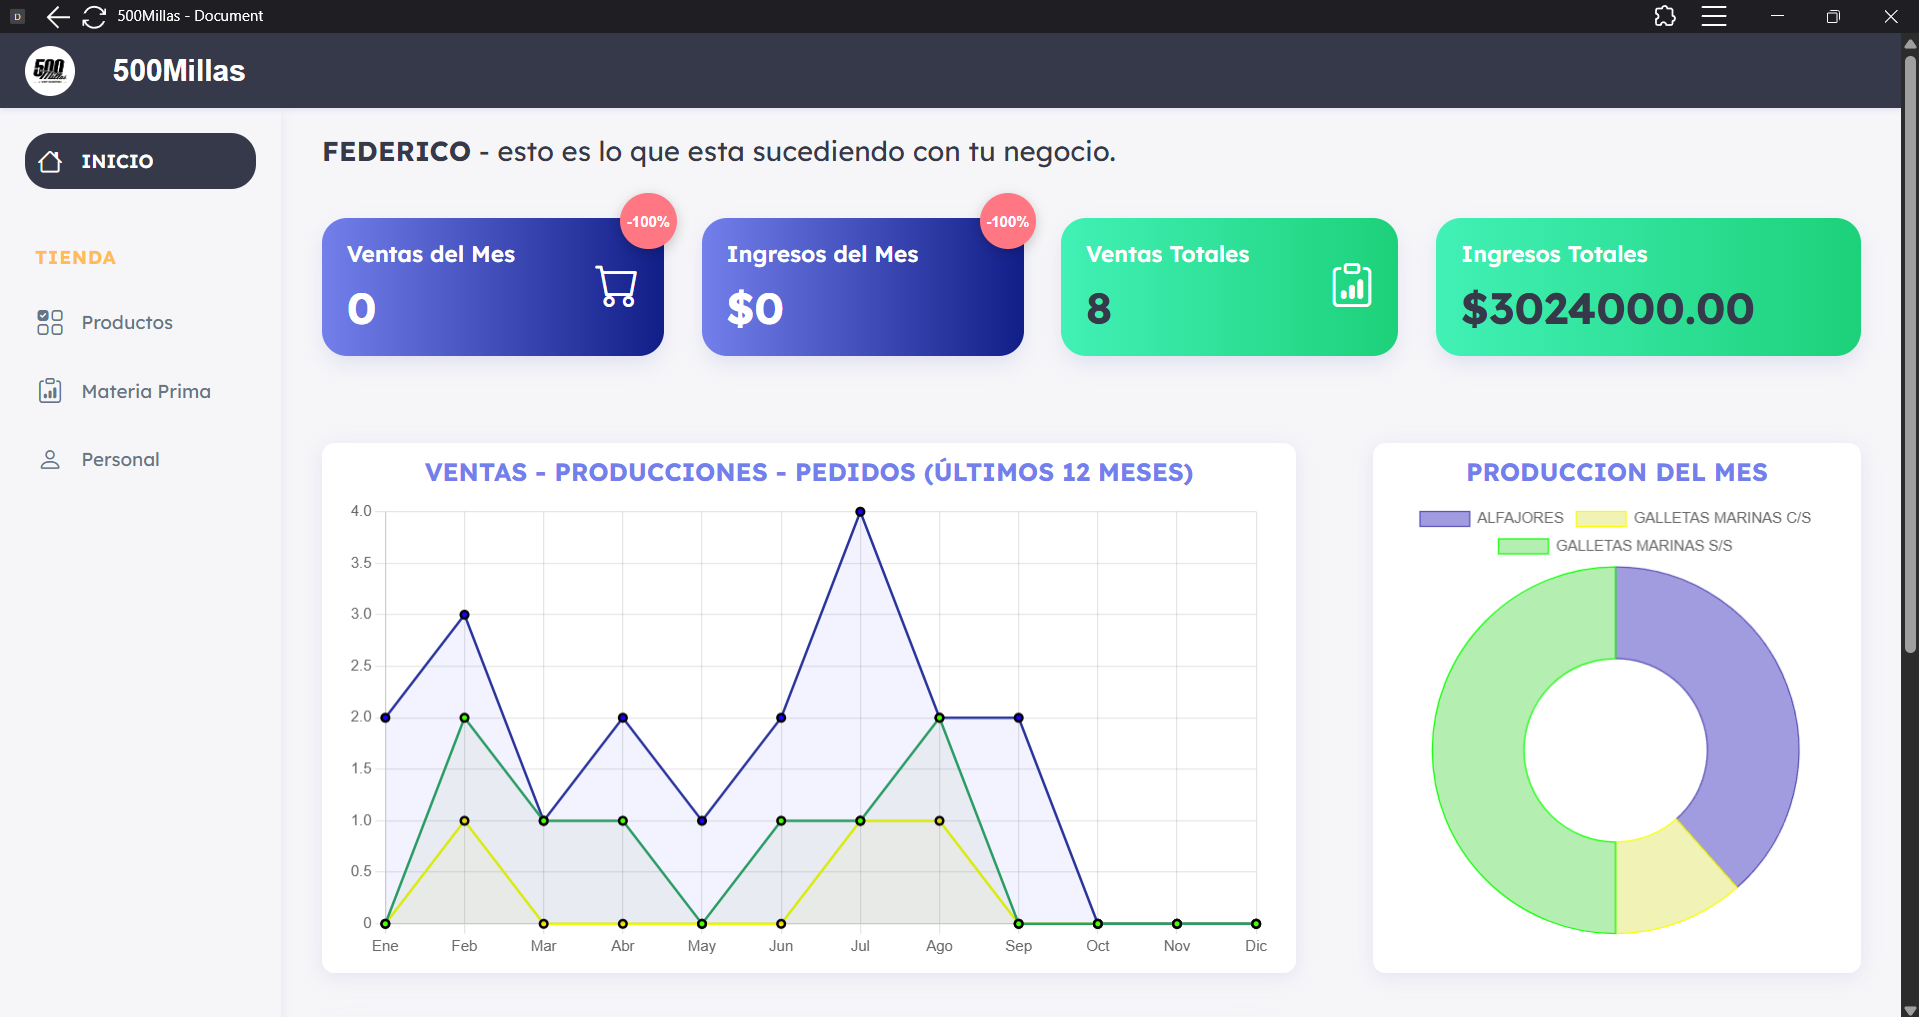 D
500Millas - Document
500 Millas
500Millas
INICIO
TIENDA
Productos
Materia Prima
Personal
FEDERICO - esto es lo que esta sucediendo con tu negocio.
Ventas del Mes
0
-100%
Ingresos del Mes
$0
-100%
Ventas Totales
8
Ingresos Totales
$3024000.00
VENTAS - PRODUCCIONES - PEDIDOS (ÚLTIMOS 12 MESES)
4.0
3.5
3.0
2.5
2.0
1.5
1.0
0.5
0
Ene Feb Mar Abr May Jun Jul Ago Sep Oct Nov Dic
PRODUCCION DEL MES
ALFAJORES GALLETAS MARINAS C/S
GALLETAS MARINAS S/S